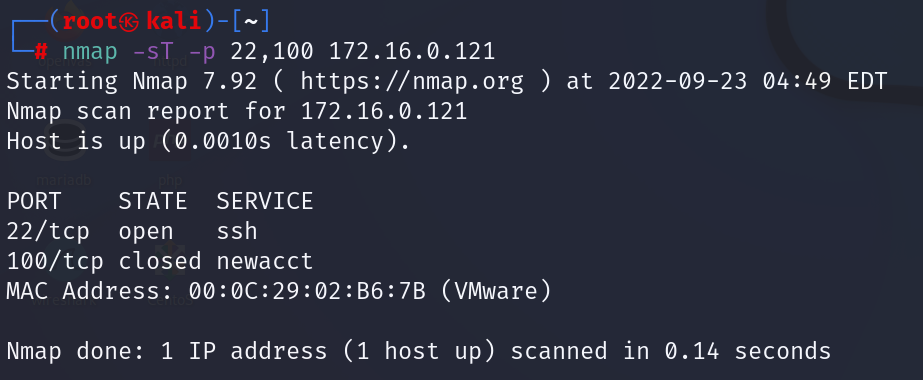 ┌──(root㉿kali)-[~]
└─# nmap -sT -p 22,100 172.16.0.121
Starting Nmap 7.92 ( https://nmap.org ) at 2022-09-23 04:49 EDT
Nmap scan report for 172.16.0.121
Host is up (0.0010s latency).
PORT    STATE  SERVICE
22/tcp  open   ssh
100/tcp closed newacct
MAC Address: 00:0C:29:02:B6:7B (VMware)
Nmap done: 1 IP address (1 host up) scanned in 0.14 seconds